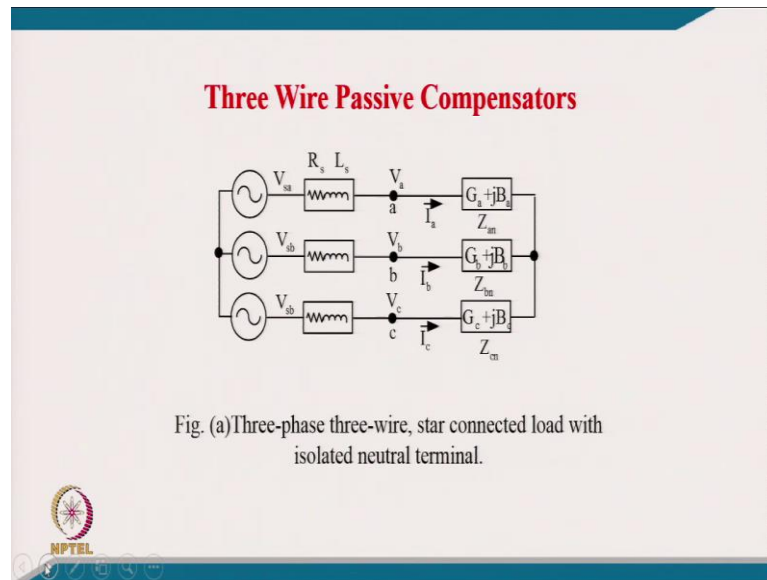 Three Wire Passive Compensators
R_s L_s
V_sa V_a
a I_a
G_a+jB_a
Z_an
V_sb V_b
b I_b
G_b+jB_b
Z_bn
V_sb V_c
c I_c
G_c+jB_c
Z_cn
Fig. (a)Three-phase three-wire, star connected load with
isolated neutral terminal.
NPTEL